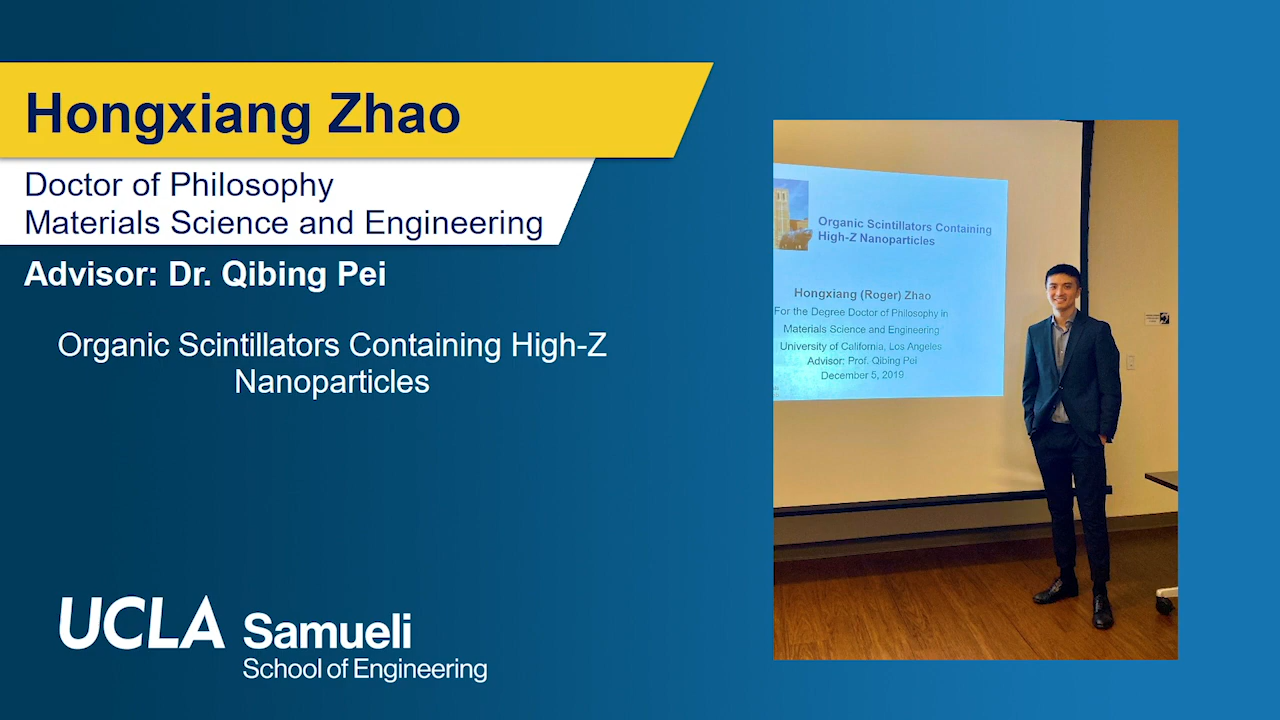 Hongxiang Zhao
Doctor of Philosophy
Materials Science and Engineering
Advisor: Dr. Qibing Pei
Organic Scintillators Containing High-Z
Nanoparticles
UCLA Samueli
School of Engineering
Organic Scintillators Containing
High-Z Nanoparticles
Hongxiang (Roger) Zhao
For the Degree Doctor of Philosophy in
Materials Science and Engineering
University of California, Los Angeles
Advisor: Prof. Qibing Pei
December 5, 2019